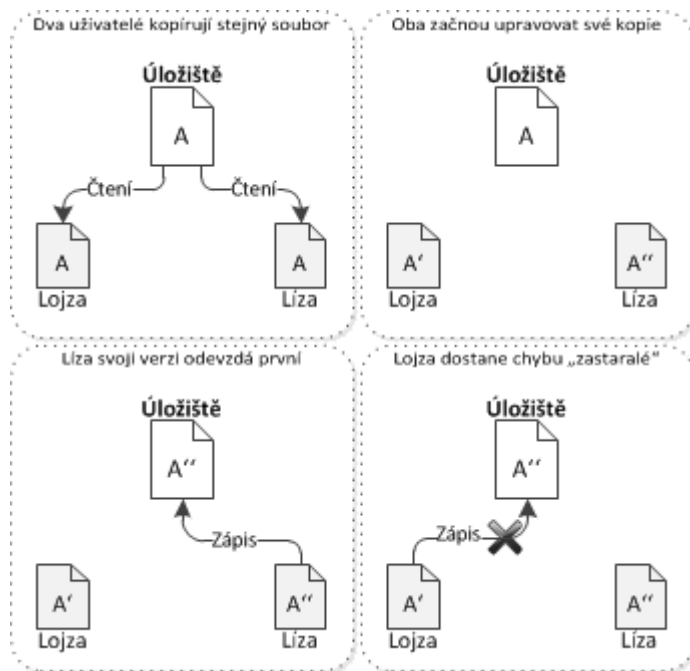 Dva uživatelé kopírují stejný soubor
Úložiště
A
Čtení
Čtení
A
A
Lojza
Líza
Oba začnou upravovat své kopie
Úložiště
A
A‘
A‘‘
Lojza
Líza
Líza svoji verzi odevzdá první
Úložiště
A‘‘
Zápis
A‘
A‘‘
Lojza
Líza
Lojza dostane chybu „zastaralé“
Úložiště
A‘‘
Zápis
A‘
A‘‘
Lojza
Líza